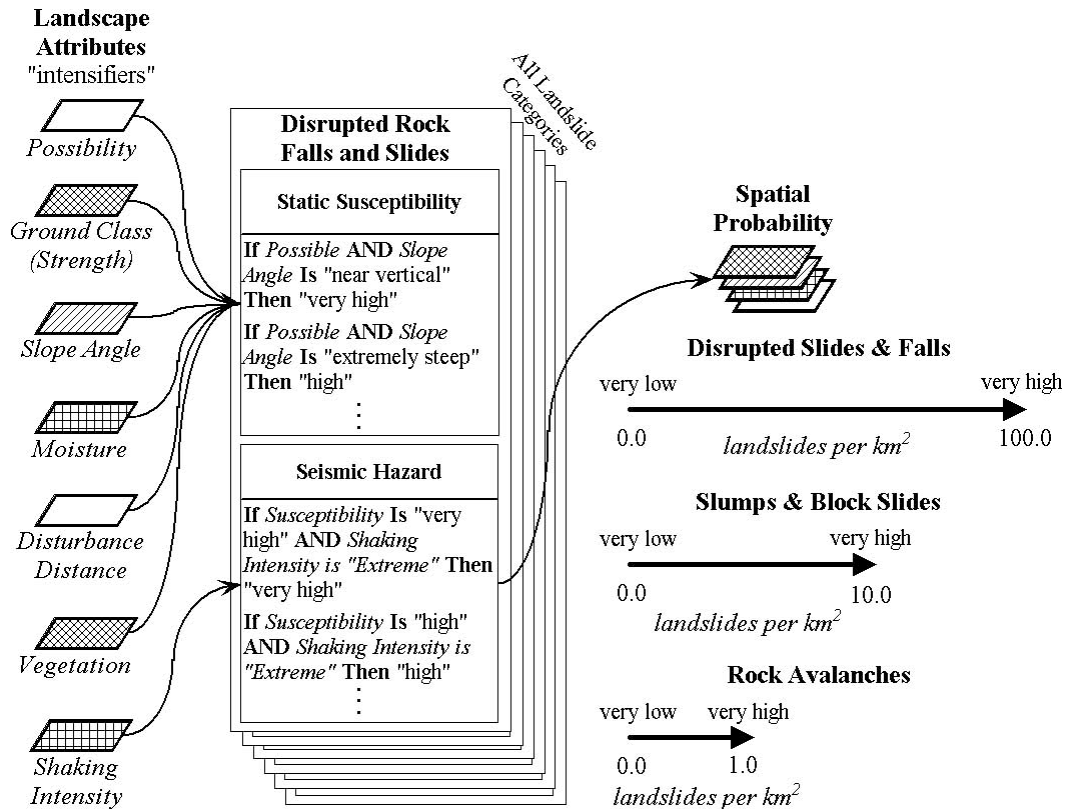 Landscape
Attributes
"intensifiers"
Possibility
Ground Class
(Strength)
Slope Angle
Moisture
Disturbance
Distance
Vegetation
Shaking
Intensity
All Landslide
Categories
Disrupted Rock
Falls and Slides
Static Susceptibility
If Possible AND Slope
Angle Is "near vertical"
Then "very high"
If Possible AND Slope
Angle Is "extremely steep"
Then "high"
⋮
Seismic Hazard
If Susceptibility Is "very
high" AND Shaking
Intensity is "Extreme" Then
"very high"
If Susceptibility Is "high"
AND Shaking Intensity is
"Extreme" Then "high"
⋮
Spatial
Probability
Disrupted Slides & Falls
very low very high
0.0 landslides per km² 100.0
Slumps & Block Slides
very low very high
0.0 10.0
landslides per km²
Rock Avalanches
very low very high
0.0 1.0
landslides per km²